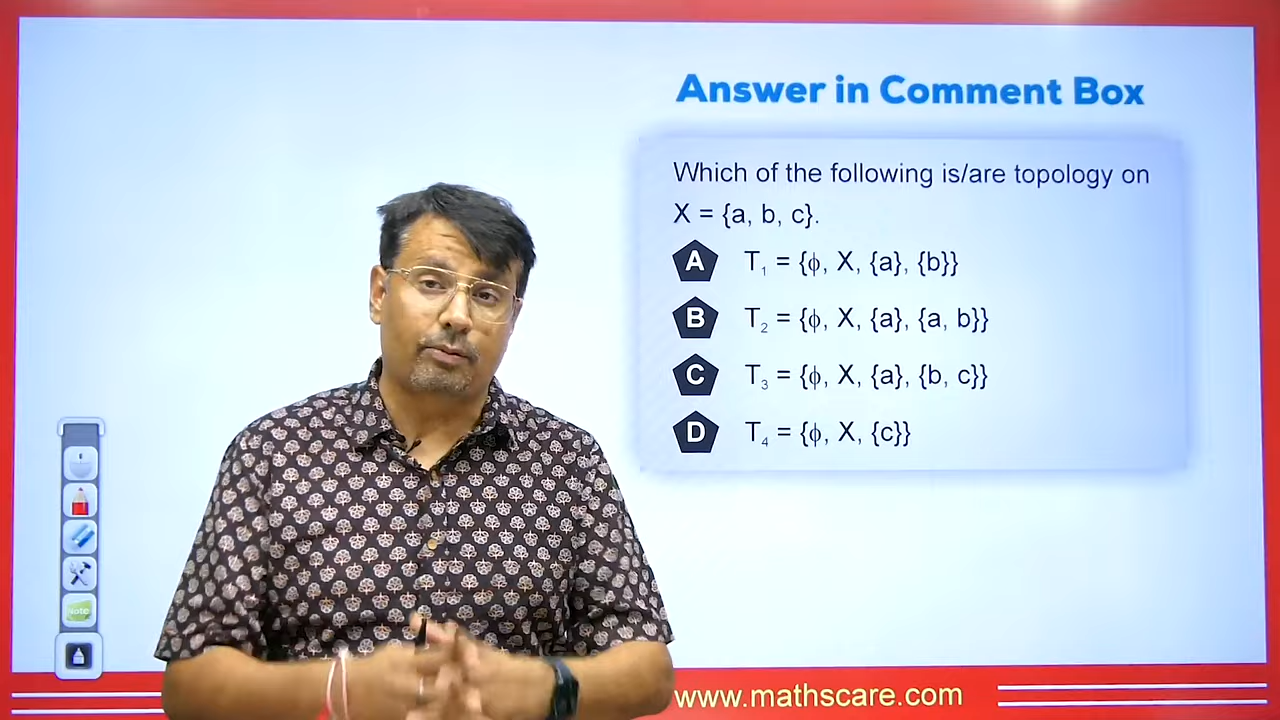 Answer in Comment Box
Which of the following is/are topology on
X = {a, b, c}.
A T₁ = {ϕ, X, {a}, {b}}
B T₂ = {ϕ, X, {a}, {a, b}}
C T₃ = {ϕ, X, {a}, {b, c}}
D T₄ = {ϕ, X, {c}}
Note
www.mathscare.com